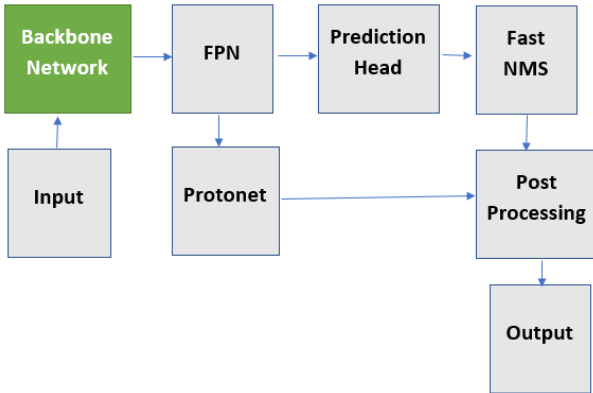 Backbone
Network
FPN
Prediction
Head
Fast
NMS
Input
Protonet
Post
Processing
Output